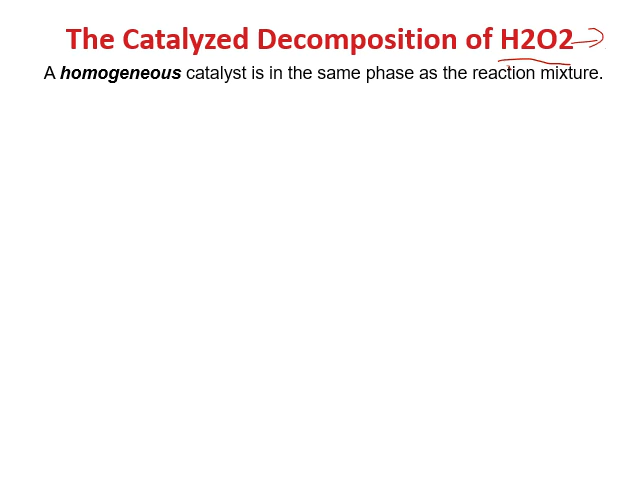 The Catalyzed Decomposition of H2O2
A homogeneous catalyst is in the same phase as the reaction mixture.